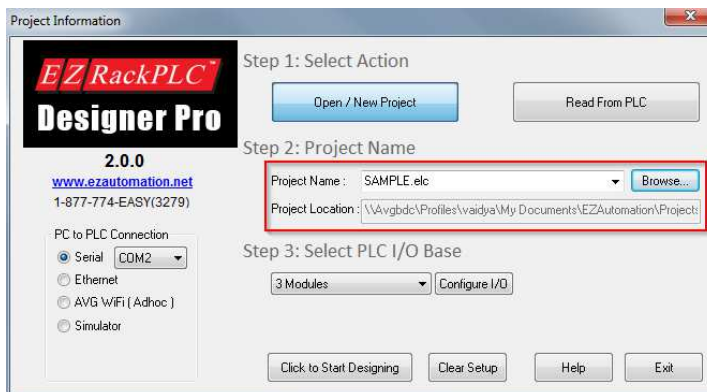 Project Information
x
EZRackPLC™
Designer Pro
2.0.0
www.ezautomation.net
1-877-774-EASY(3279)
PC to PLC Connection
Serial COM2
Ethernet
AVG WiFi ( Adhoc )
Simulator
Step 1: Select Action
Open / New Project Read From PLC
Step 2: Project Name
Project Name : SAMPLE.elc Browse...
Project Location : \\Avgbdc\Profiles\vaidya\My Documents\EZAutomation\Projects
Step 3: Select PLC I/O Base
3 Modules Configure I/O
Click to Start Designing Clear Setup Help Exit